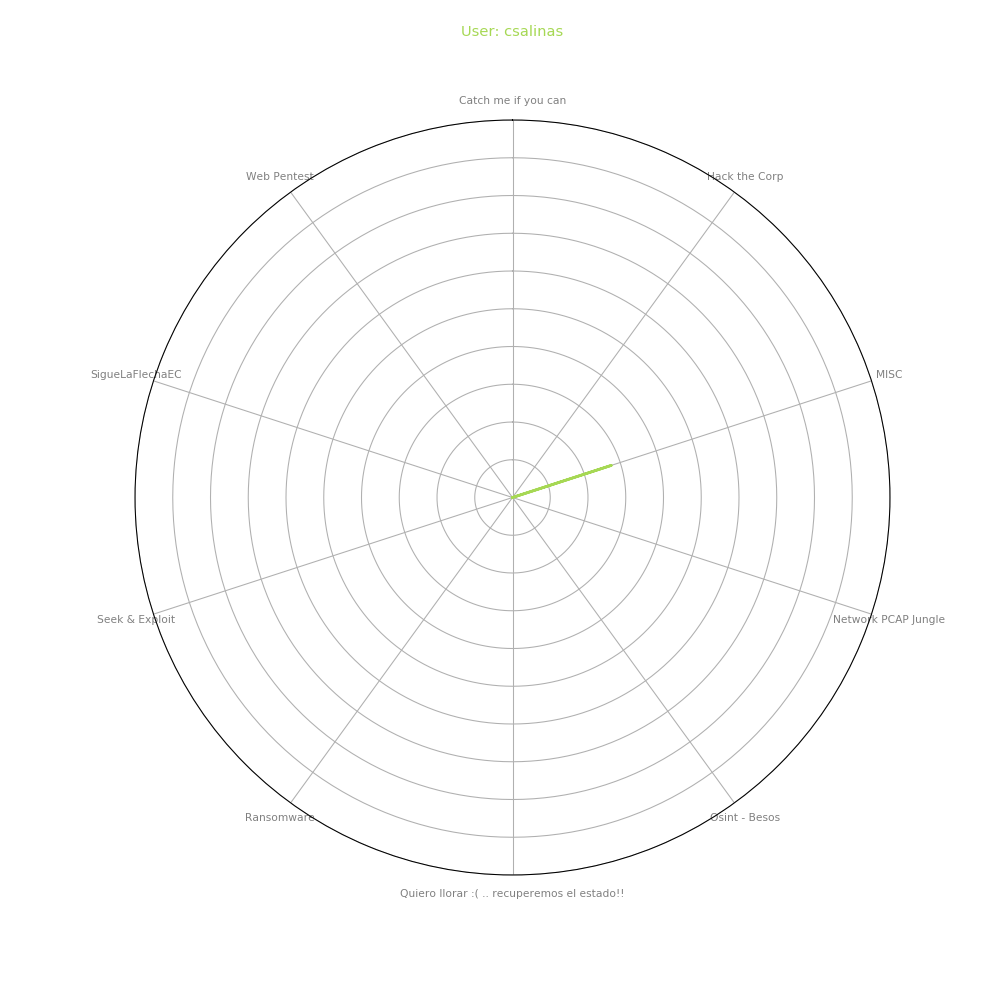 User: csalinas
Catch me if you can
Web Pentest
Hack the Corp
SigueLaFlechaEC
MISC
Seek & Exploit
Network PCAP Jungle
Ransomware
Osint - Besos
Quiero llorar :( .. recuperemos el estado!!